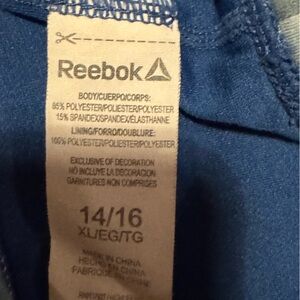 Reebok
BODY/CUERPO/CORPS:
85% POLYESTER/POLIESTER/POLYESTER
15% SPANDEX/SPANDEX/ÉLASTHANNE
LINING/FORRO/DOUBLURE:
100% POLYESTER/POLIESTER/POLYESTER
EXCLUSIVE OF DECORATION
NO INCLUYE LA DECORACIÓN
GARNITURES NON COMPRISES
14/16
XL/EG/TG
MADE IN CHINA
HECHO EN CHINA
FABRIQUÉ EN CHINE